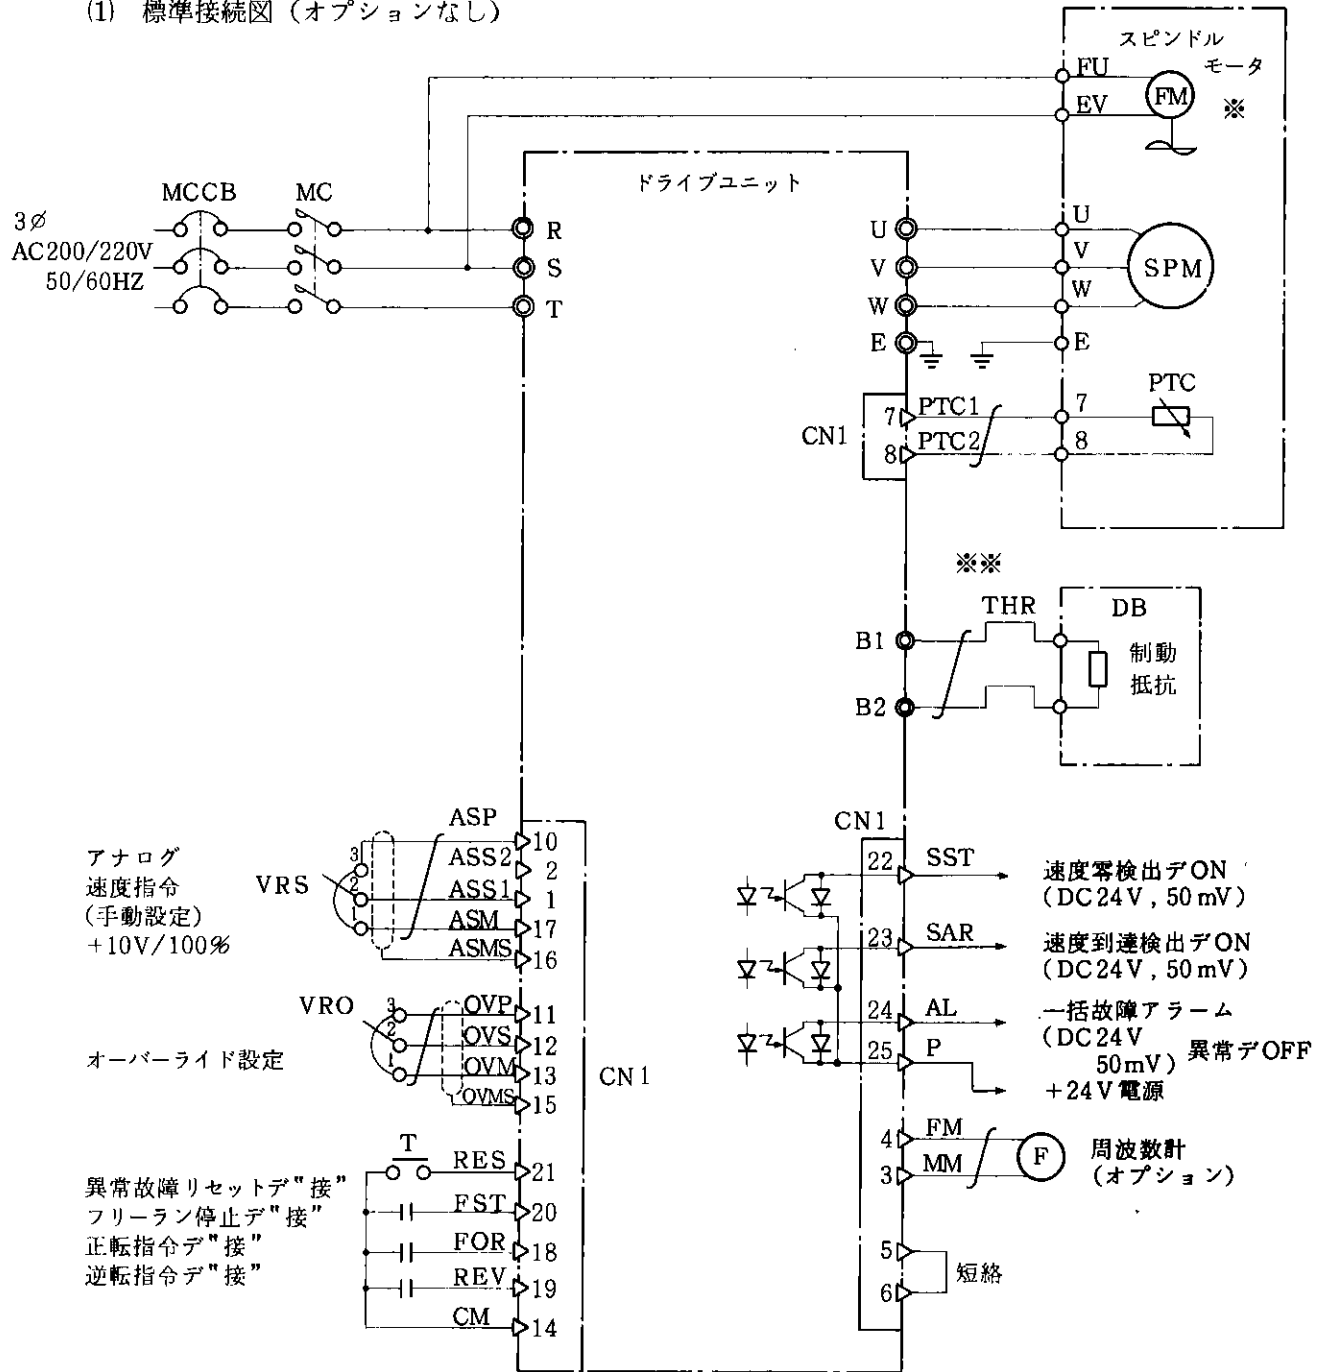 (1) 標準接続図（オプションなし）
スピンドル
モータ
FU
EV
FM
※
ドライブユニット
MCCB
MC
3∅
AC200/220V
50/60HZ
R
S
T
U
V
W
E
U
V
W
E
SPM
PTC
CN1
7
8
PTC1
PTC2
7
8
※※
THR
DB
制動
抵抗
B1
B2
アナログ
速度指令
(手動設定)
+10V/100%
VRS
3
2
1
ASP
10
ASS2
2
ASS1
1
ASM
17
ASMS
16
VRO
3
2
1
オーバーライド設定
OVP
11
OVS
12
OVM
13
OVMS
15
CN1
T
RES
21
FST
20
FOR
18
REV
19
CM
14
異常故障リセットデ"接"
フリーラン停止デ"接"
正転指令デ"接"
逆転指令デ"接"
CN1
22
SST
速度零検出デON
(DC24V , 50mV)
23
SAR
速度到達検出デON
(DC24V , 50mV)
24
AL
一括故障アラーム
(DC24V
50mV) 異常デOFF
25
P
+24V電源
4
FM
3
MM
F
周波数計
(オプション)
5
6
短絡